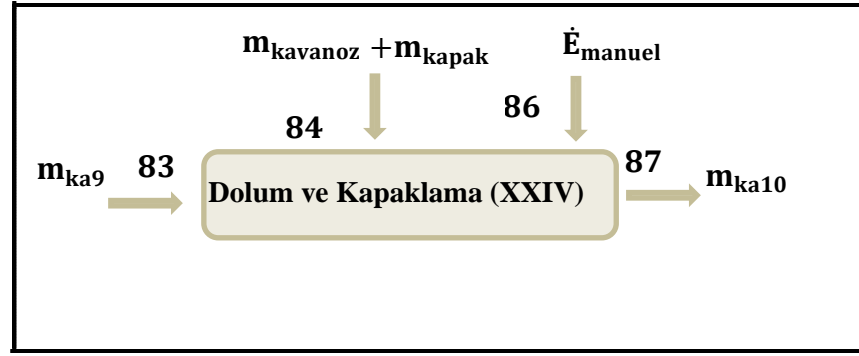 m_kavanoz + m_kapak
Ė_manuel
84
86
m_ka9
83
Dolum ve Kapaklama (XXIV)
87
m_ka10